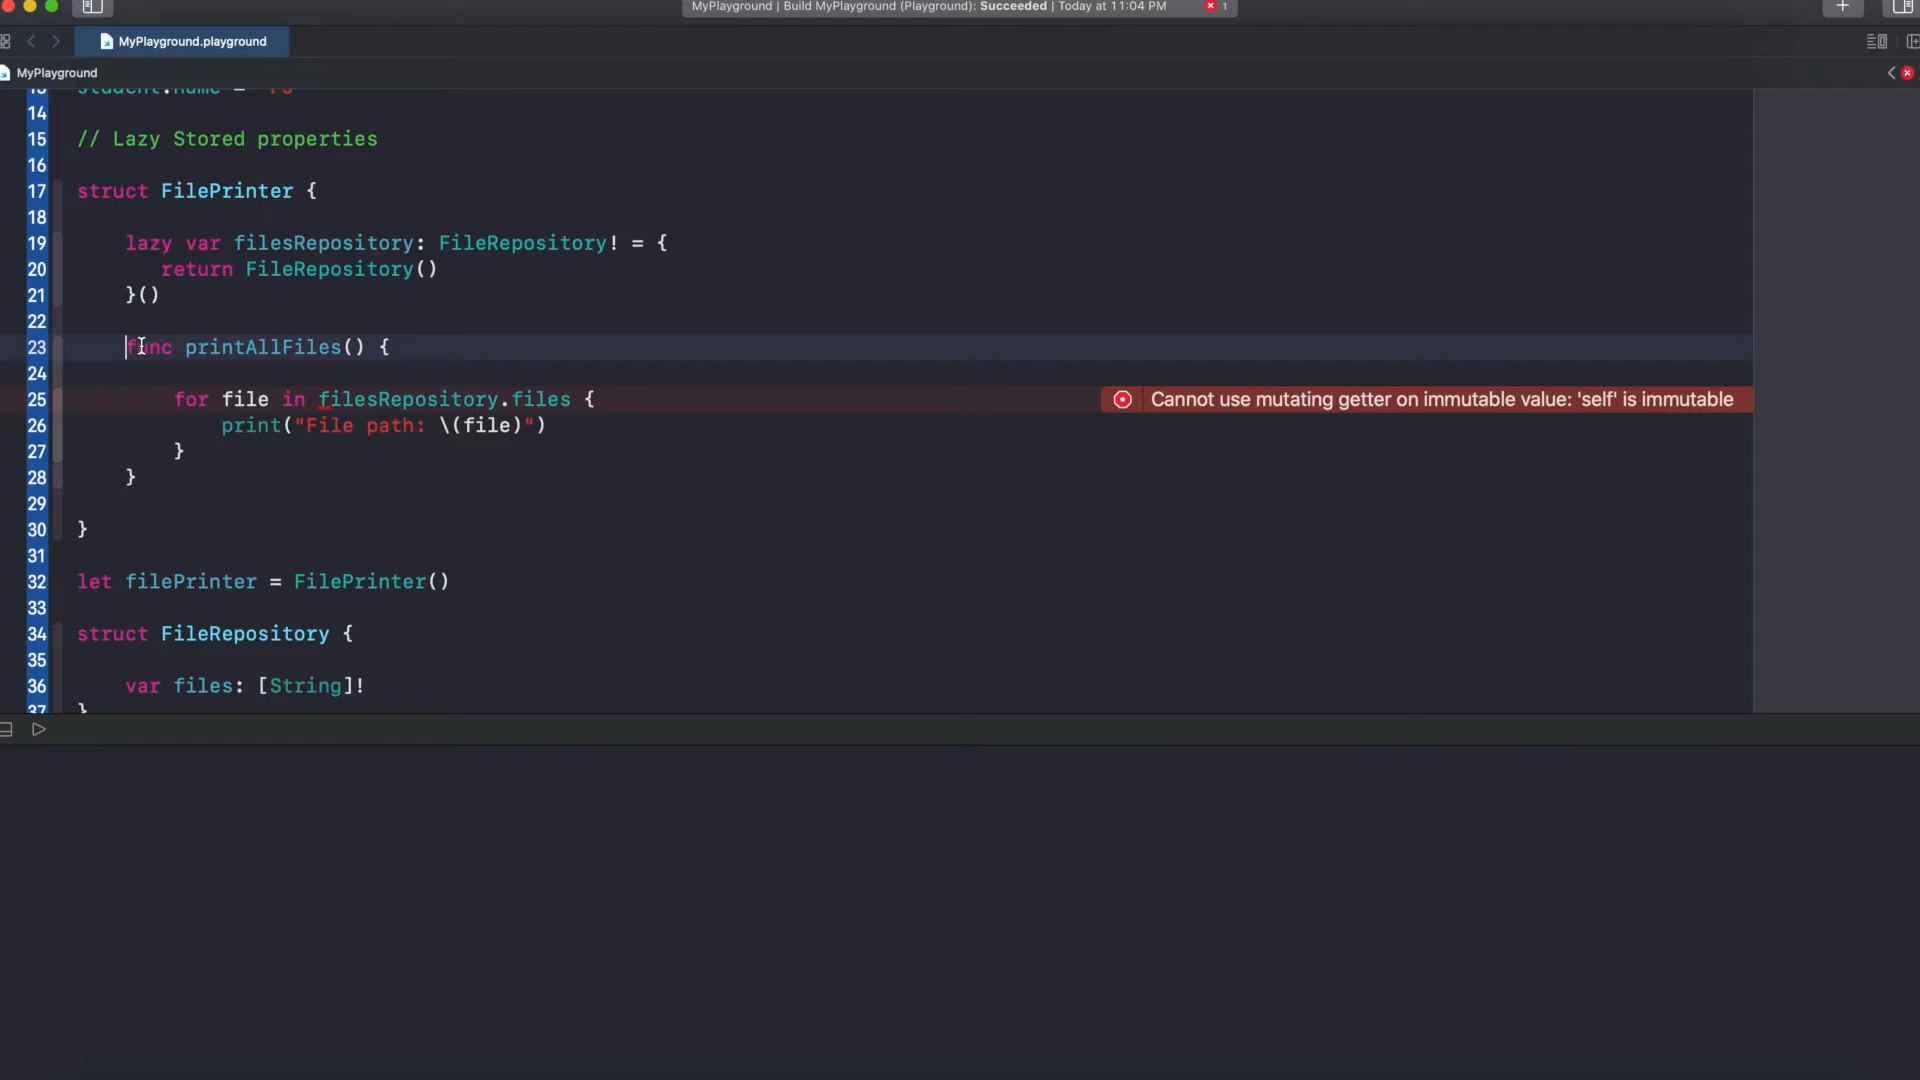 MyPlayground | Build MyPlayground (Playground): Succeeded | Today at 11:04 PM 1
MyPlayground.playground
MyPlayground
14
15 // Lazy Stored properties
16
17 struct FilePrinter {
18
19 lazy var filesRepository: FileRepository! = {
20 return FileRepository()
21 }()
22
23 func printAllFiles() {
24
25 for file in filesRepository.files { Cannot use mutating getter on immutable value: 'self' is immutable
26 print("File path: \(file)")
27 }
28 }
29
30 }
31
32 let filePrinter = FilePrinter()
33
34 struct FileRepository {
35
36 var files: [String]!
37 }